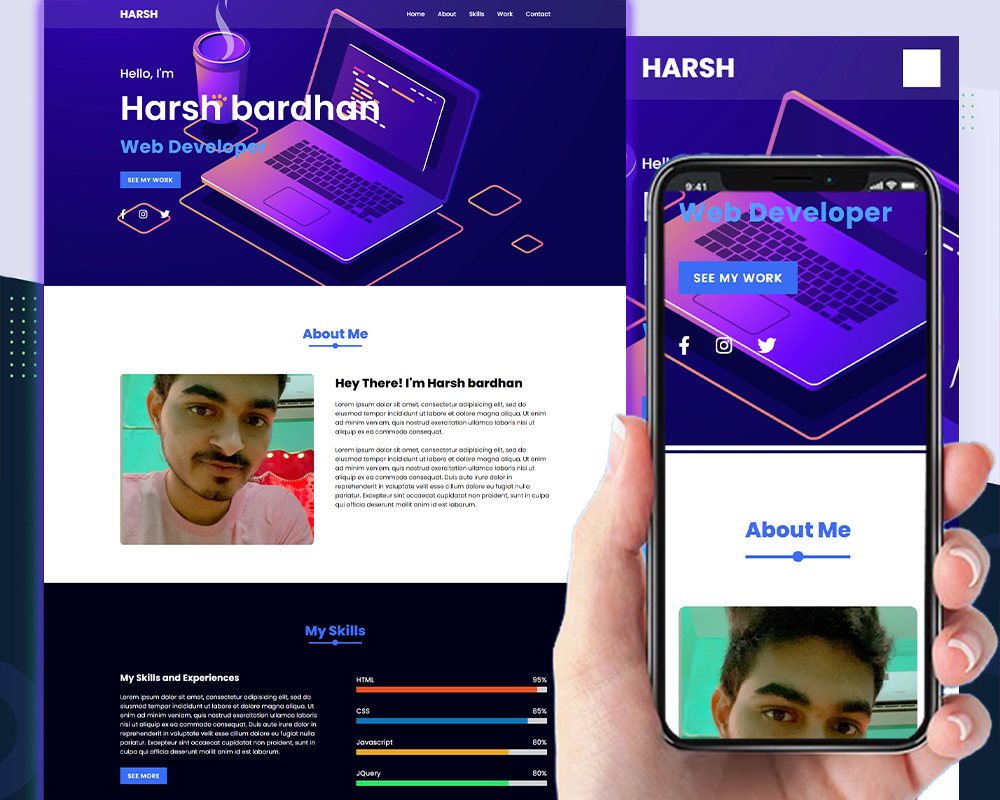 HARSH
Home About Skills Work Contact
Hello, I'm
Harsh bardhan
Web Developer
SEE MY WORK
About Me
Hey There! I'm Harsh bardhan
Lorem ipsum dolor sit amet, consectetur adipisicing elit, sed do
eiusmod tempor incididunt ut labore et dolore magna aliqua. Ut enim
ad minim veniam, quis nostrud exercitation ullamco laboris nisi ut
aliquip ex ea commodo consequat.
Lorem ipsum dolor sit amet, consectetur adipisicing elit, sed do
eiusmod tempor incididunt ut labore et dolore magna aliqua. Ut enim
ad minim veniam, quis nostrud exercitation ullamco laboris nisi ut
aliquip ex ea commodo consequat. Duis aute irure dolor in
reprehenderit in voluptate velit esse cillum dolore eu fugiat nulla
pariatur. Excepteur sint occaecat cupidatat non proident, sunt in culpa
qui officia deserunt mollit anim id est laborum.
My Skills
My Skills and Experiences
Lorem ipsum dolor sit amet, consectetur adipisicing elit, sed do
eiusmod tempor incididunt ut labore et dolore magna aliqua. Ut
enim ad minim veniam, quis nostrud exercitation ullamco laboris
nisi ut aliquip ex ea commodo consequat. Duis aute irure dolor in
reprehenderit in voluptate velit esse cillum dolore eu fugiat nulla
pariatur. Excepteur sint occaecat cupidatat non proident, sunt in
culpa qui officia deserunt mollit anim id est laborum.
SEE MORE
HTML 95%
CSS 85%
Javascript 80%
JQuery 80%
HARSH
Hell
9:41
Web Developer
SEE MY WORK
About Me